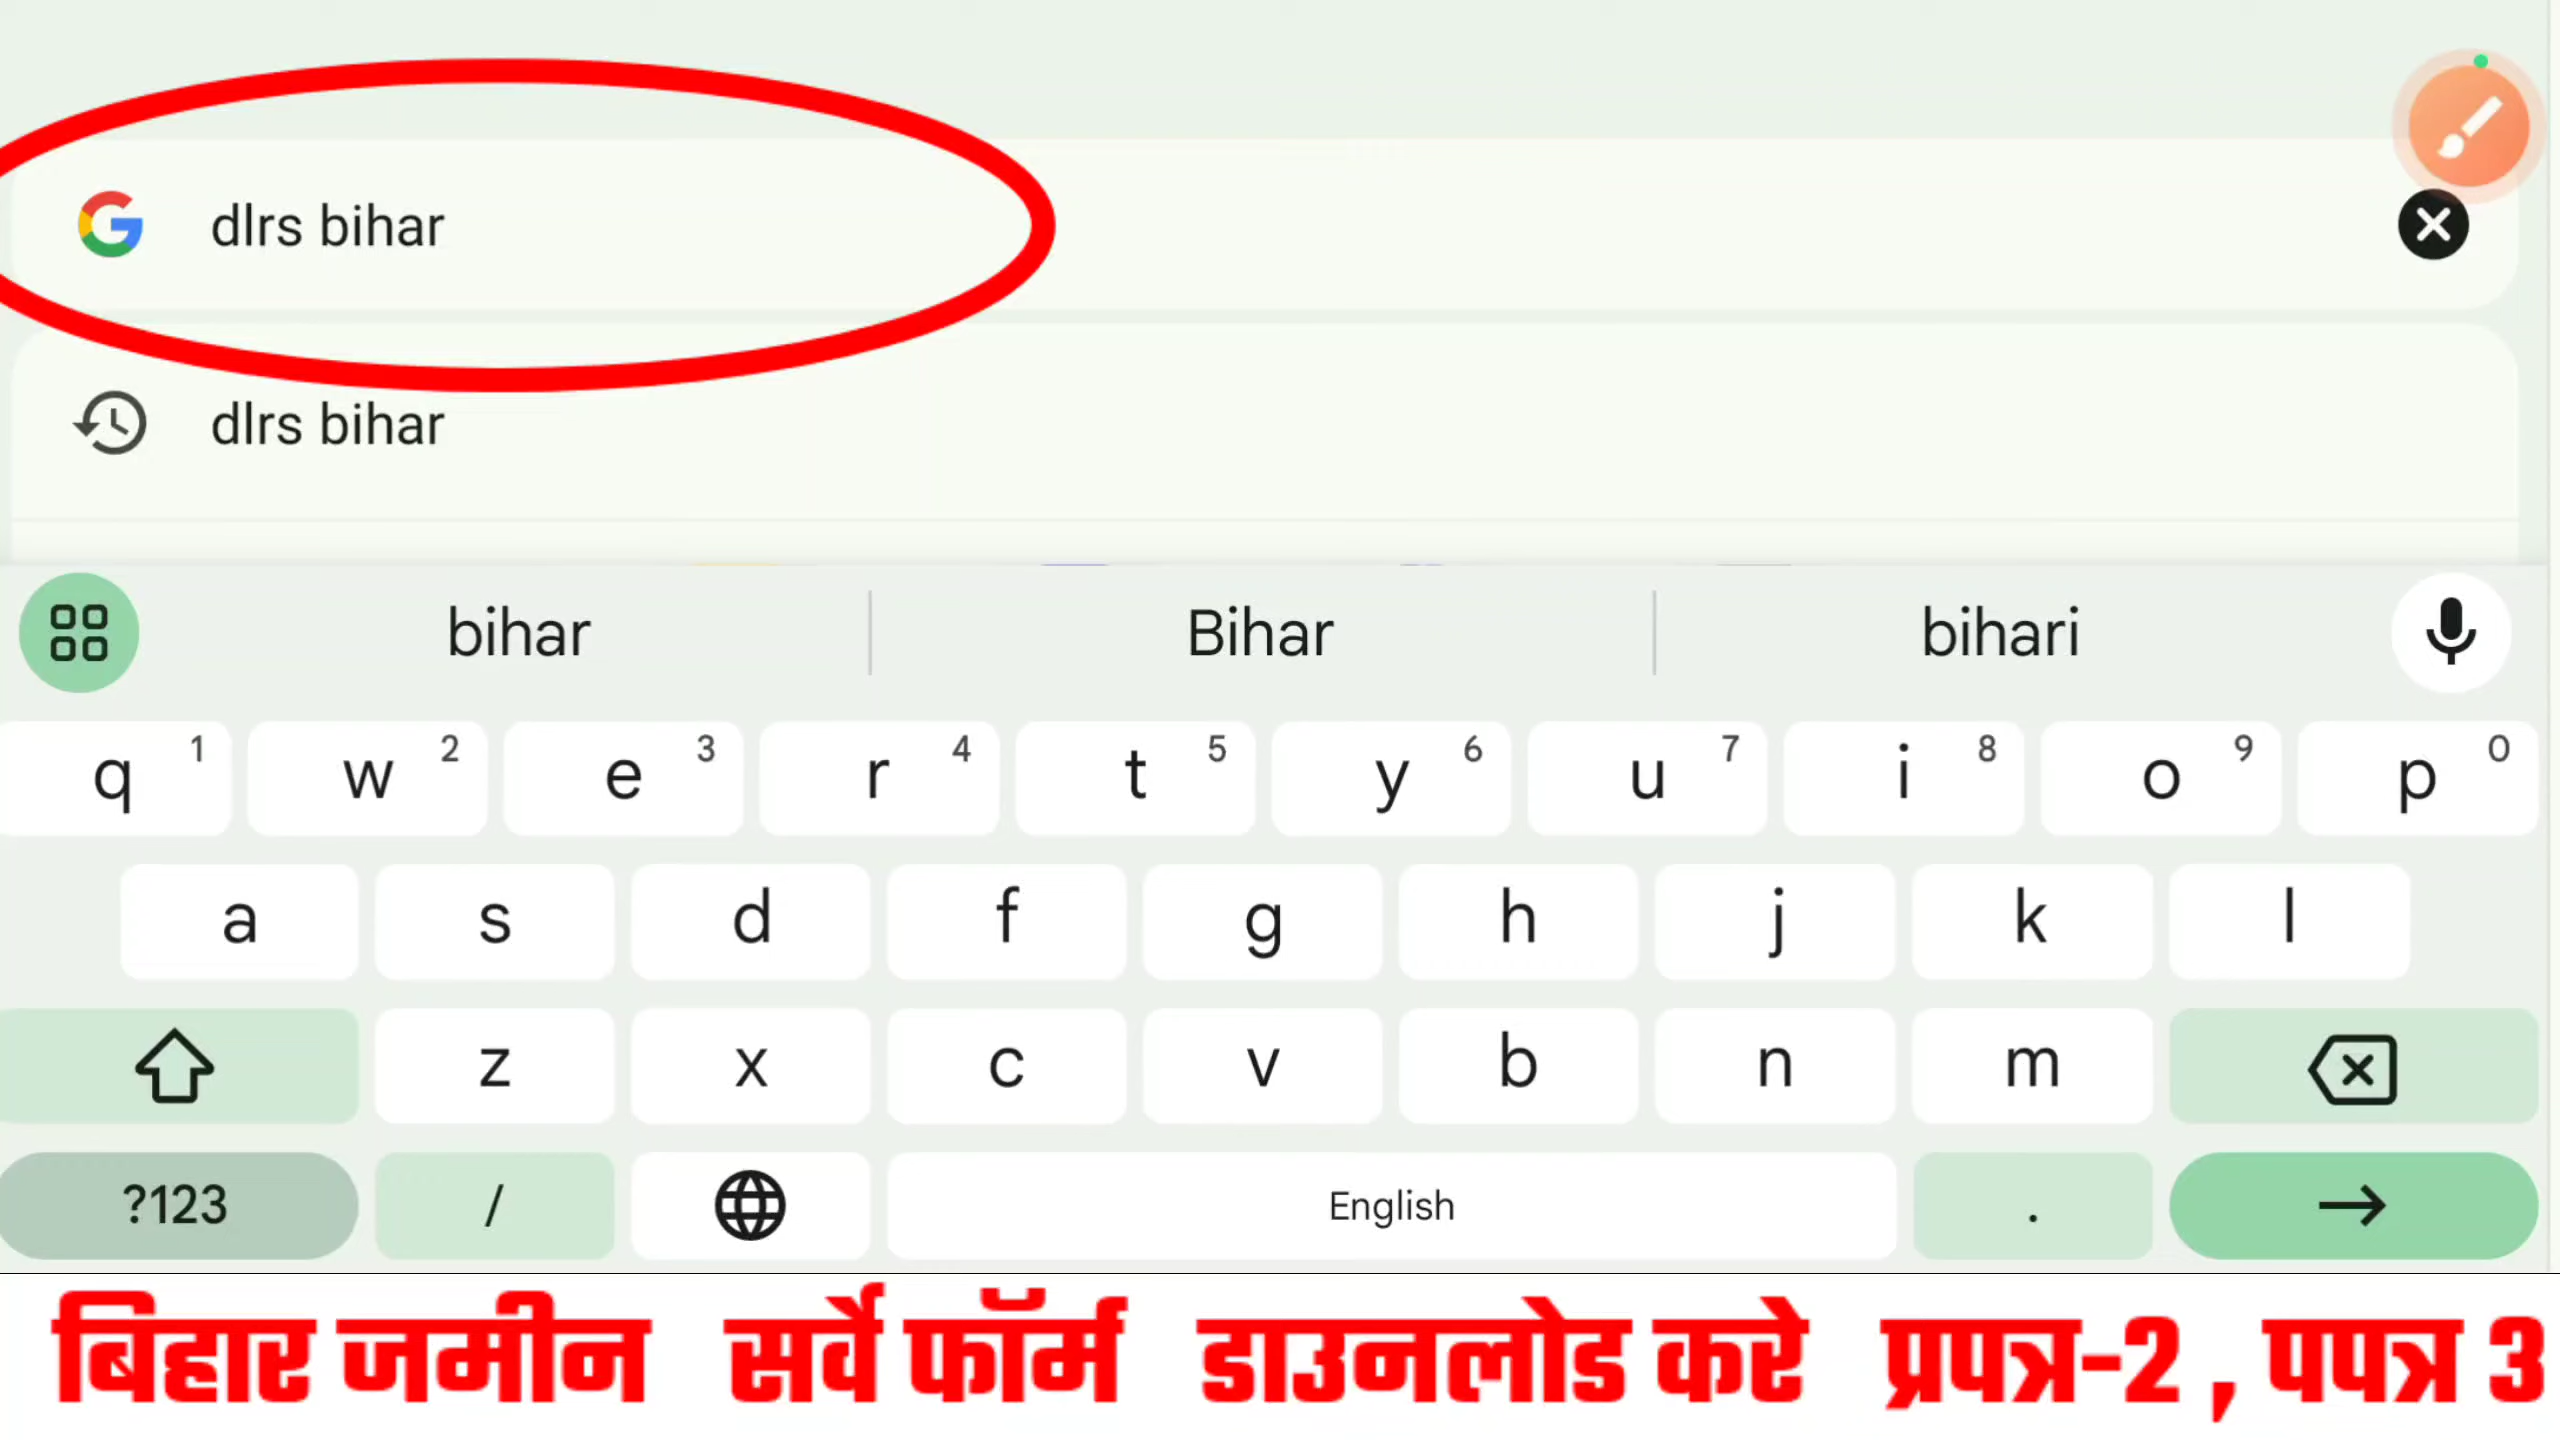 dlrs bihar
dlrs bihar
bihar Bihar bihari
q 1 w 2 e 3 r 4 t 5 y 6 u 7 i 8 o 9 p 0
a s d f g h j k l
z x c v b n m
?123 / English .
बिहार जमीन सर्वे फॉर्म डाउनलोड करे प्रपत्र-2 , पपत्र 3